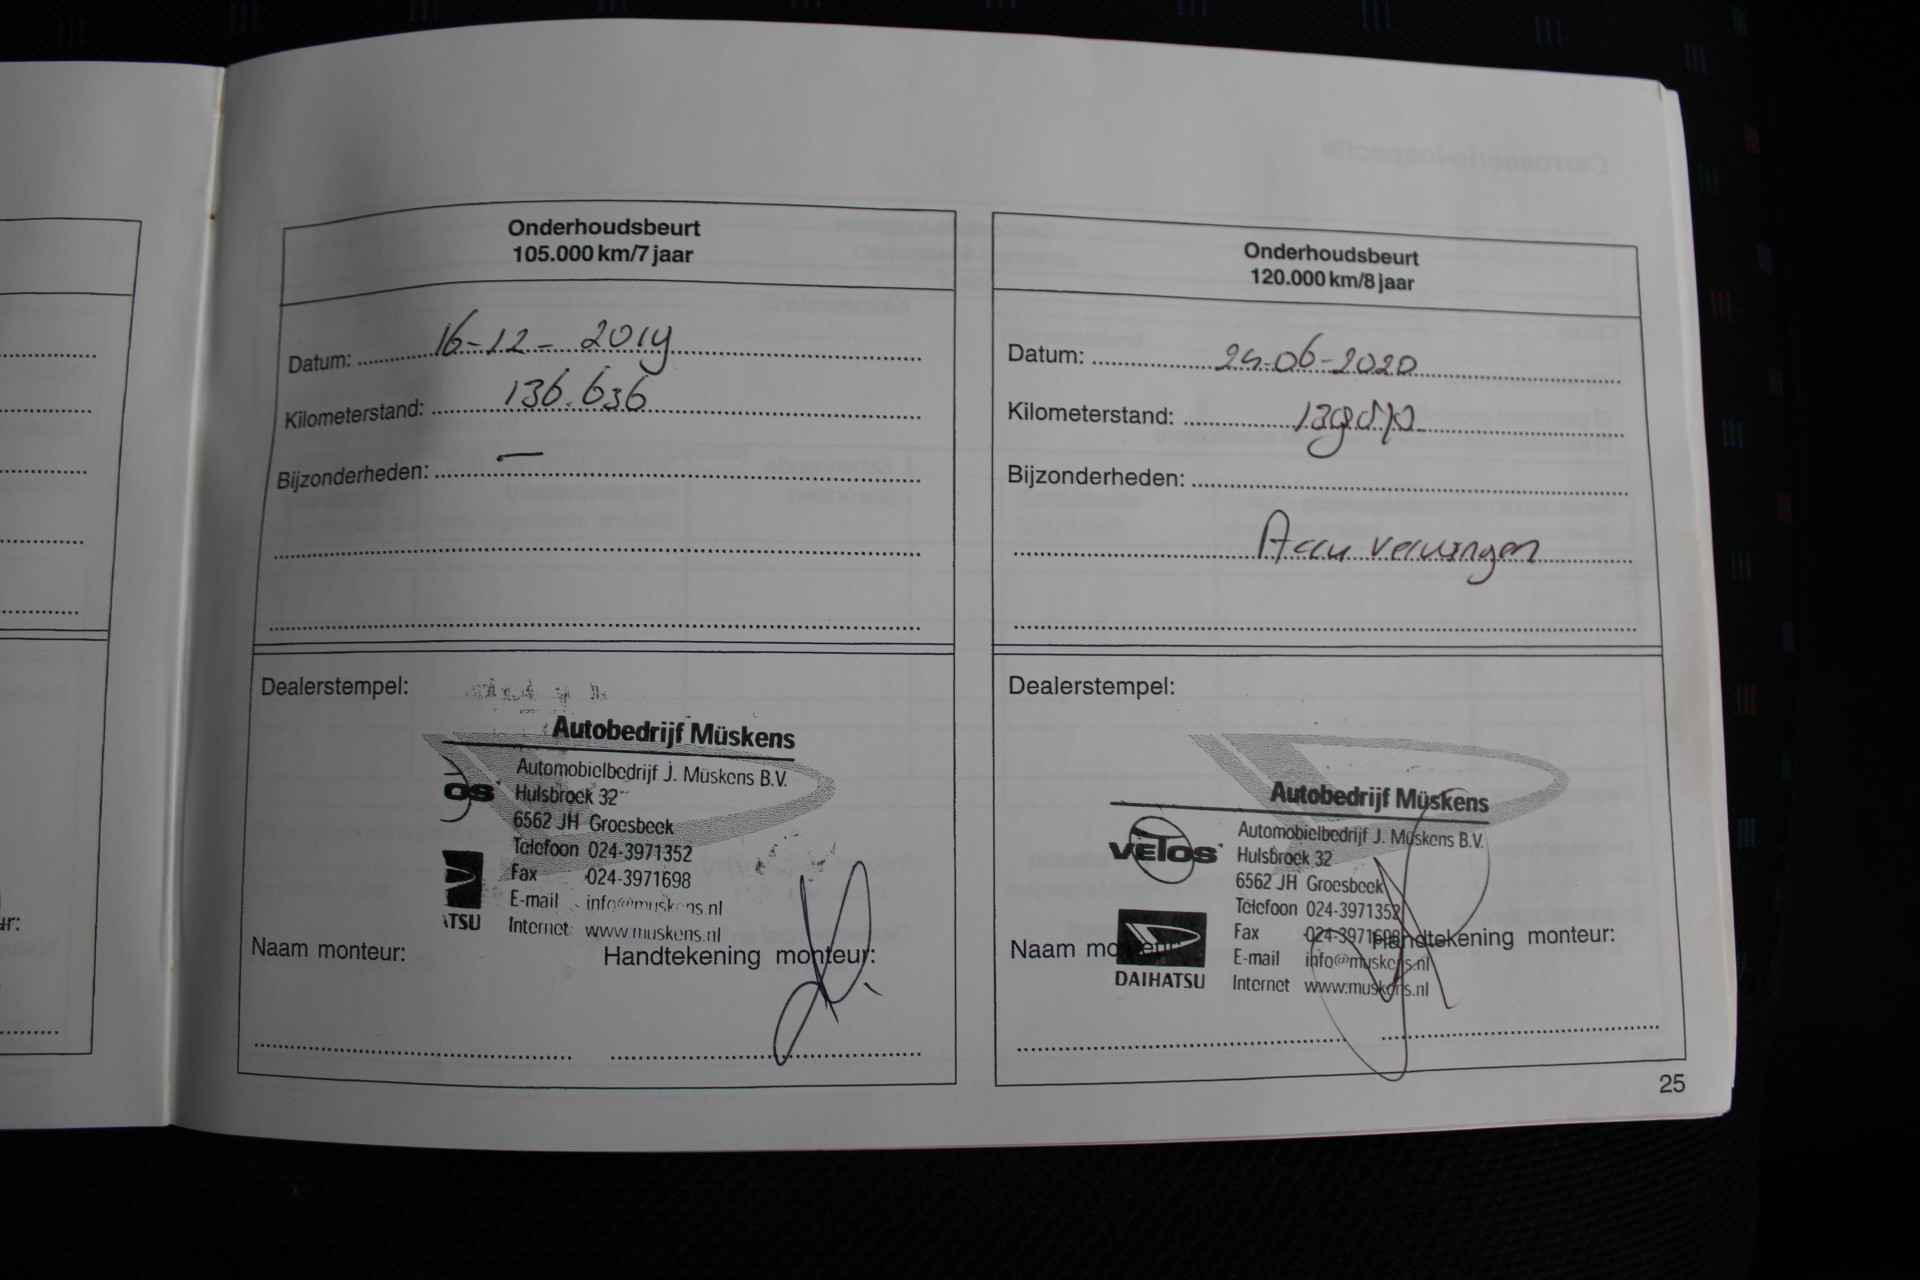 Onderhoudsbeurt
105.000 km/7 jaar
Datum: 16-12-2019
Kilometerstand: 136.636
Bijzonderheden: —
Dealerstempel:
Autobedrijf Müskens
Automobielbedrijf J. Müskens B.V.
OS Hulsbroek 32
6562 JH Groesbeek
Telefoon 024-3971352
Fax 024-3971698
E-mail info@muskens.nl
ATSU Internet www.muskens.nl
Naam monteur: Handtekening monteur:
Onderhoudsbeurt
120.000 km/8 jaar
Datum: 24-06-2020
Kilometerstand:
Bijzonderheden:
Accu vervangen
Dealerstempel:
Autobedrijf Müskens
Automobielbedrijf J. Müskens B.V.
VETOS Hulsbroek 32
6562 JH Groesbeek
Telefoon 024-3971352
Fax 024-3971698
E-mail info@muskens.nl
DAIHATSU Internet www.muskens.nl
Naam monteur: Handtekening monteur:
25